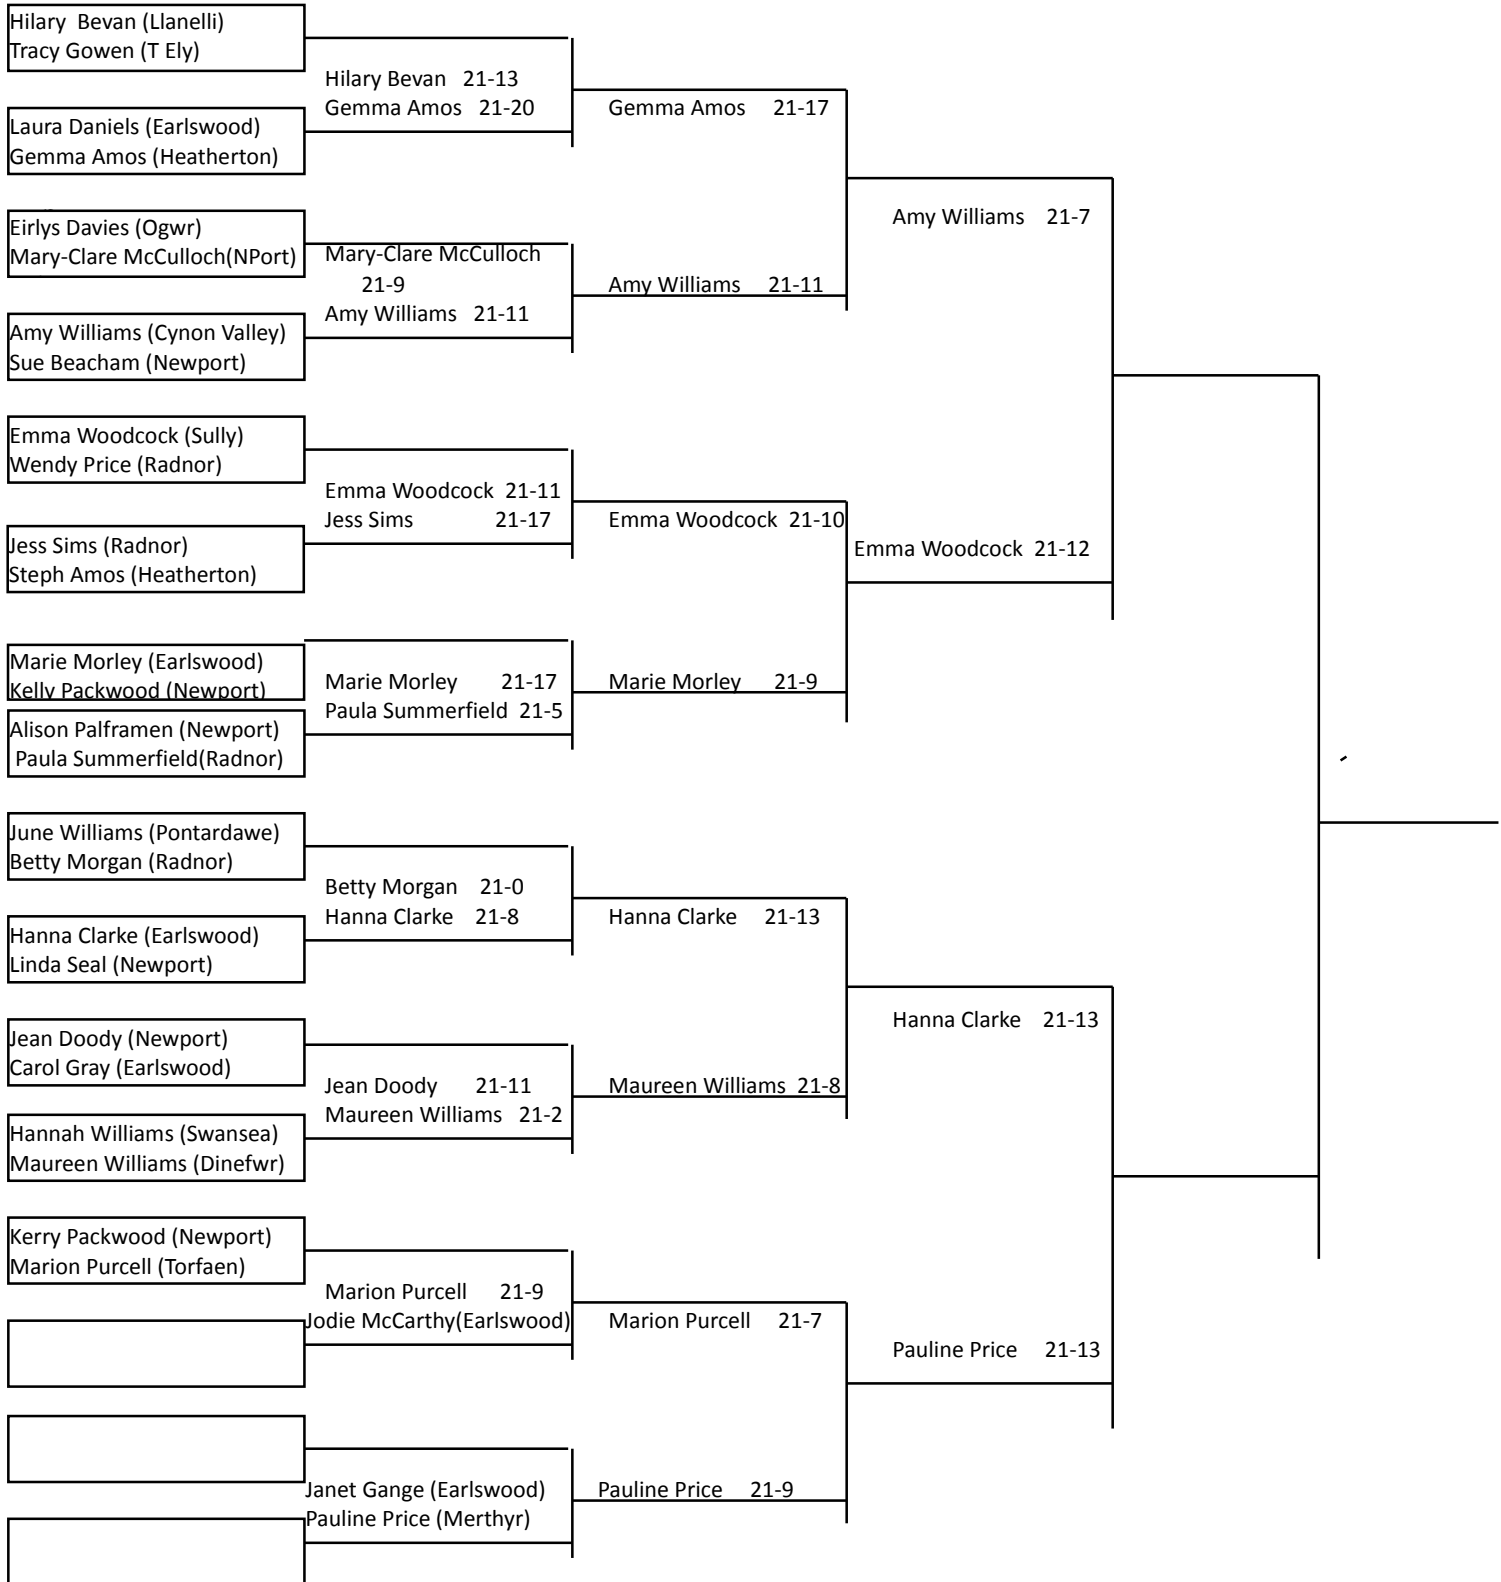 Hilary  Bevan (Llanelli)
Tracy Gowen (T Ely)
Laura Daniels (Earlswood)
Gemma Amos (Heatherton)
Eirlys Davies (Ogwr)
Mary-Clare McCulloch(NPort)
Amy Williams (Cynon Valley)
Sue Beacham (Newport)
Emma Woodcock (Sully)
Wendy Price (Radnor)
Jess Sims (Radnor)
Steph Amos (Heatherton)
Marie Morley (Earlswood)
Kelly Packwood (Newport)
Alison Palframen (Newport)
Paula Summerfield(Radnor)
June Williams (Pontardawe)
Betty Morgan (Radnor)
Hanna Clarke (Earlswood)
Linda Seal (Newport)
Jean Doody (Newport)
Carol Gray (Earlswood)
Hannah Williams (Swansea)
Maureen Williams (Dinefwr)
Kerry Packwood (Newport)
Marion Purcell (Torfaen)
Hilary Bevan 21-13
Gemma Amos 21-20
Mary-Clare McCulloch
21-9
Amy Williams 21-11
Emma Woodcock 21-11
Jess Sims 21-17
Marie Morley 21-17
Paula Summerfield 21-5
Betty Morgan 21-0
Hanna Clarke 21-8
Jean Doody 21-11
Maureen Williams 21-2
Marion Purcell 21-9
Jodie McCarthy(Earlswood)
Janet Gange (Earlswood)
Pauline Price (Merthyr)
Gemma Amos 21-17
Amy Williams 21-11
Emma Woodcock 21-10
Marie Morley 21-9
Hanna Clarke 21-13
Maureen Williams 21-8
Marion Purcell 21-7
Pauline Price 21-9
Amy Williams 21-7
Emma Woodcock 21-12
Hanna Clarke 21-13
Pauline Price 21-13